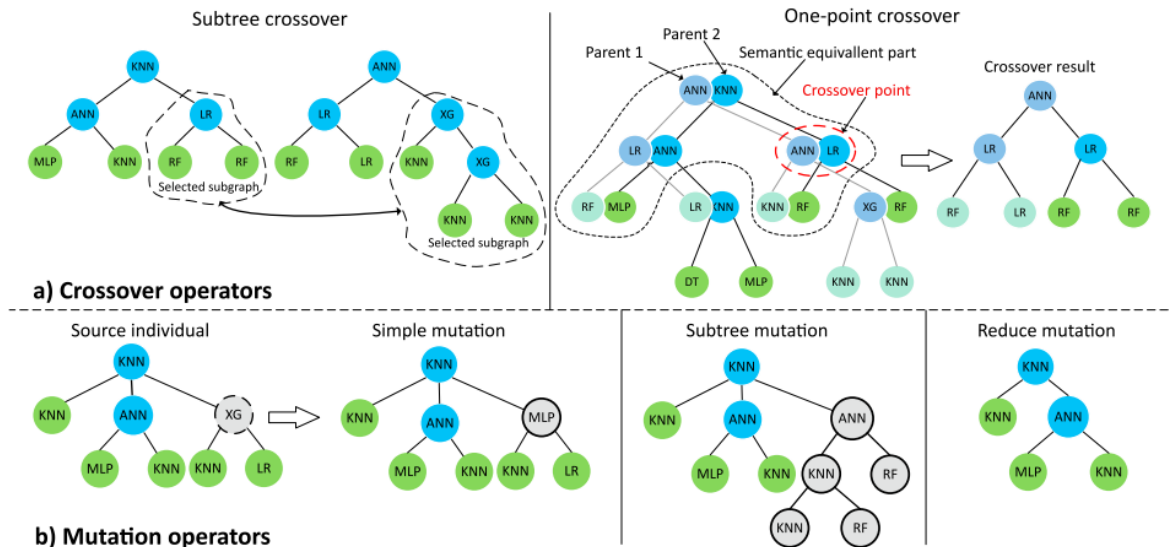 Subtree crossover
One-point crossover
KNN
ANN
LR
MLP
KNN
RF
RF
Selected subgraph
ANN
LR
XG
RF
LR
KNN
XG
KNN
KNN
Selected subgraph
Parent 1
Parent 2
Semantic equivallent part
Crossover point
ANN
KNN
LR
ANN
ANN
LR
RF
MLP
LR
KNN
KNN
RF
XG
RF
DT
MLP
KNN
KNN
Crossover result
ANN
LR
LR
RF
LR
RF
RF
a) Crossover operators
Source individual
KNN
KNN
ANN
XG
MLP
KNN
KNN
LR
Simple mutation
KNN
KNN
ANN
MLP
MLP
KNN
KNN
LR
Subtree mutation
KNN
KNN
ANN
ANN
MLP
KNN
KNN
RF
KNN
RF
Reduce mutation
KNN
KNN
ANN
MLP
KNN
b) Mutation operators